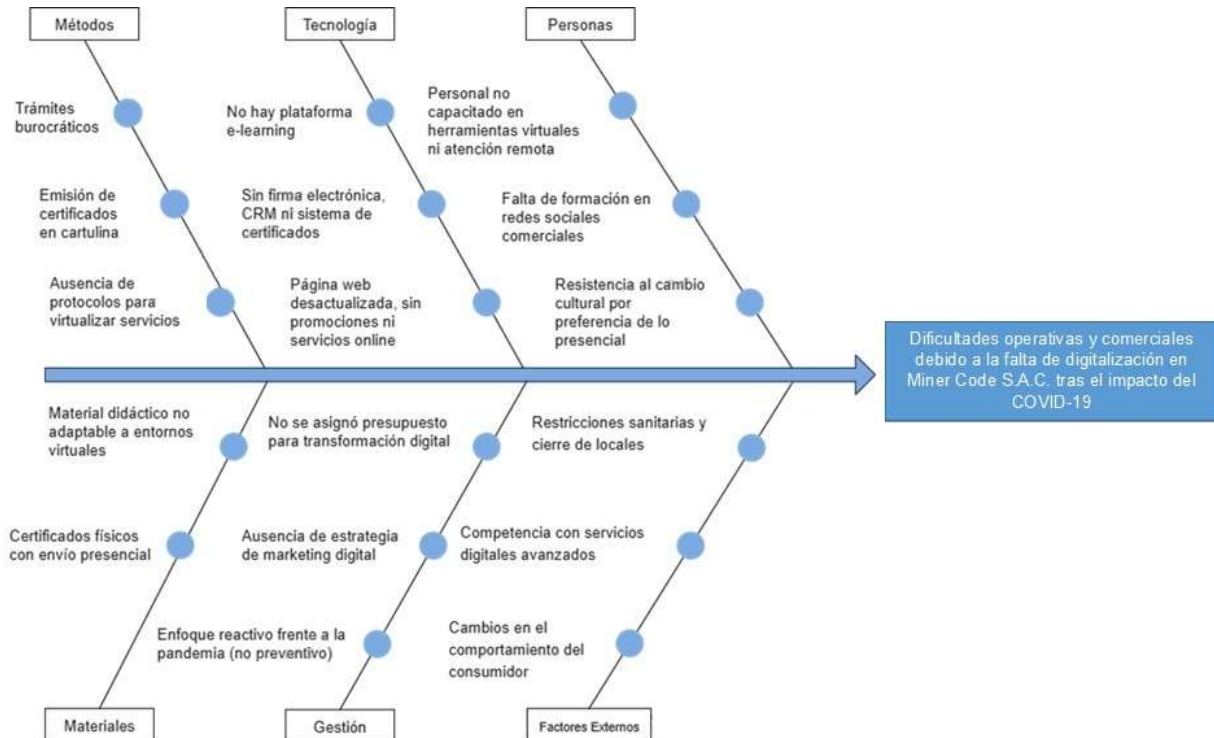 Métodos
Tecnología
Personas
Trámites
burocráticos
No hay plataforma
e-learning
Personal no
capacitado en
herramientas virtuales
ni atención remota
Emisión de
certificados
en cartulina
Sin firma electrónica,
CRM ni sistema de
certificados
Falta de formación en
redes sociales
comerciales
Ausencia de
protocolos para
virtualizar servicios
Página web
desactualizada, sin
promociones ni
servicios online
Resistencia al cambio
cultural por
preferencia de lo
presencial
Dificultades operativas y comerciales
debido a la falta de digitalización en
Miner Code S.A.C. tras el impacto del
COVID-19
Material didáctico no
adaptable a entornos
virtuales
No se asignó presupuesto
para transformación digital
Restricciones sanitarias y
cierre de locales
Certificados físicos
con envío presencial
Ausencia de estrategia
de marketing digital
Competencia con servicios
digitales avanzados
Enfoque reactivo frente a la
pandemia (no preventivo)
Cambios en el
comportamiento del
consumidor
Materiales
Gestión
Factores Externos